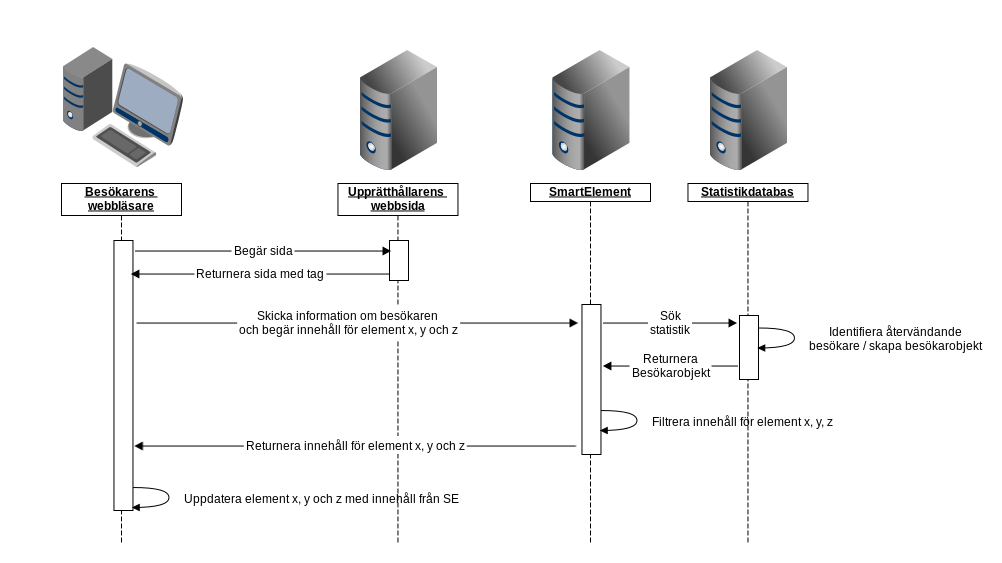 Besökarens
webbläsare
Upprätthållarens
webbsida
SmartElement
Statistikdatabas
Begär sida
Returnera sida med tag
Skicka information om besökaren
och begär innehåll för element x, y och z
Sök
statistik
Identifiera återvändande
besökare / skapa besökarobjekt
Returnera
Besökarobjekt
Filtrera innehåll för element x, y, z
Returnera innehåll för element x, y och z
Uppdatera element x, y och z med innehåll från SE